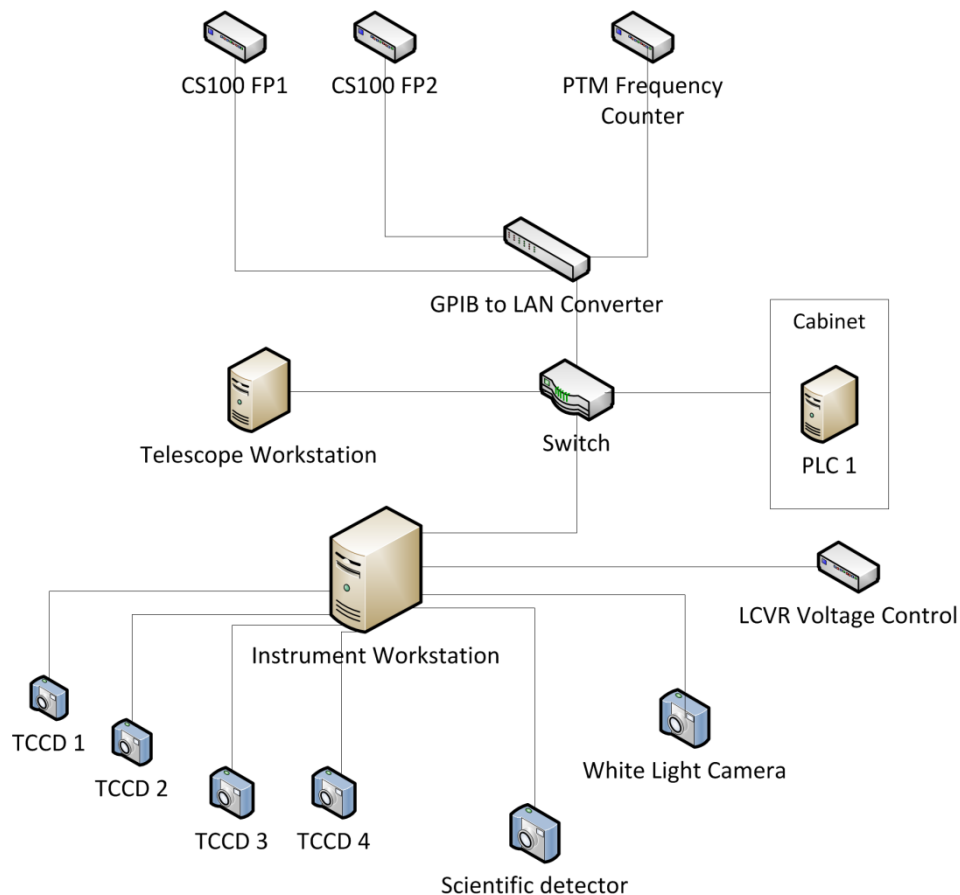 CS100 FP1
CS100 FP2
PTM Frequency
Counter
GPIB to LAN Converter
Cabinet
Telescope Workstation
Switch
PLC 1
LCVR Voltage Control
Instrument Workstation
TCCD 1
TCCD 2
White Light Camera
TCCD 3
TCCD 4
Scientific detector